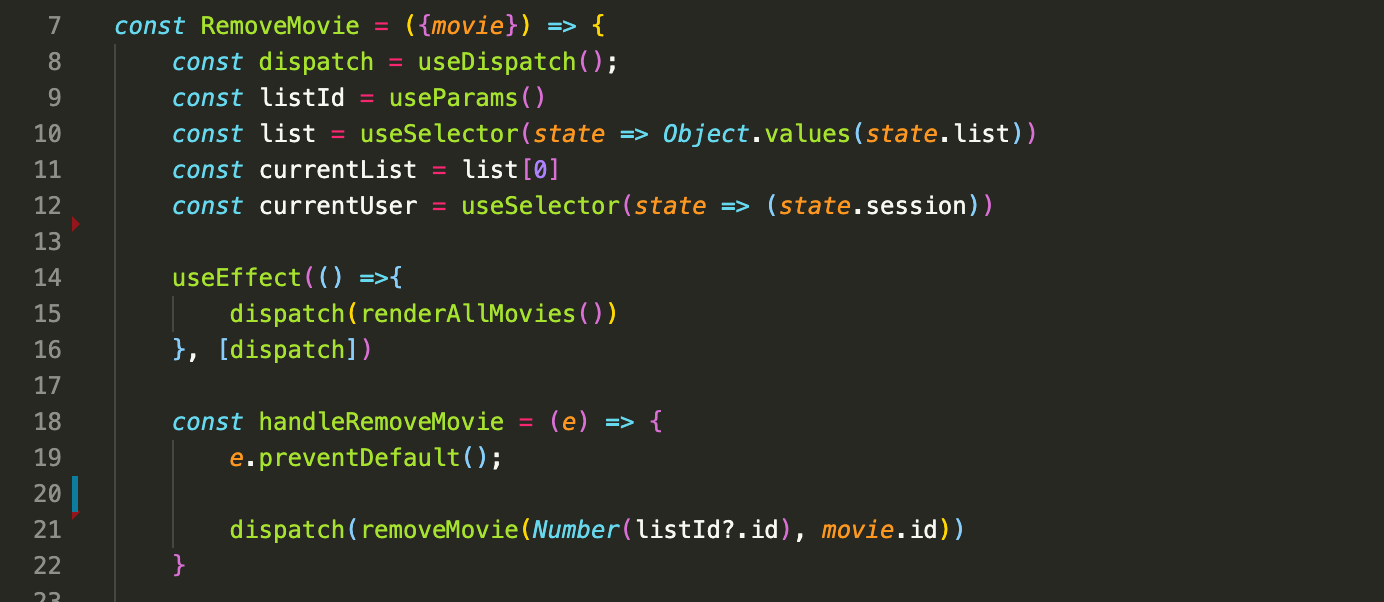 7 const RemoveMovie = ({movie}) => {
8 const dispatch = useDispatch();
9 const listId = useParams()
10 const list = useSelector(state => Object.values(state.list))
11 const currentList = list[0]
12 const currentUser = useSelector(state => (state.session))
13
14 useEffect(() =>{
15 dispatch(renderAllMovies())
16 }, [dispatch])
17
18 const handleRemoveMovie = (e) => {
19 e.preventDefault();
20
21 dispatch(removeMovie(Number(listId?.id), movie.id))
22 }
23